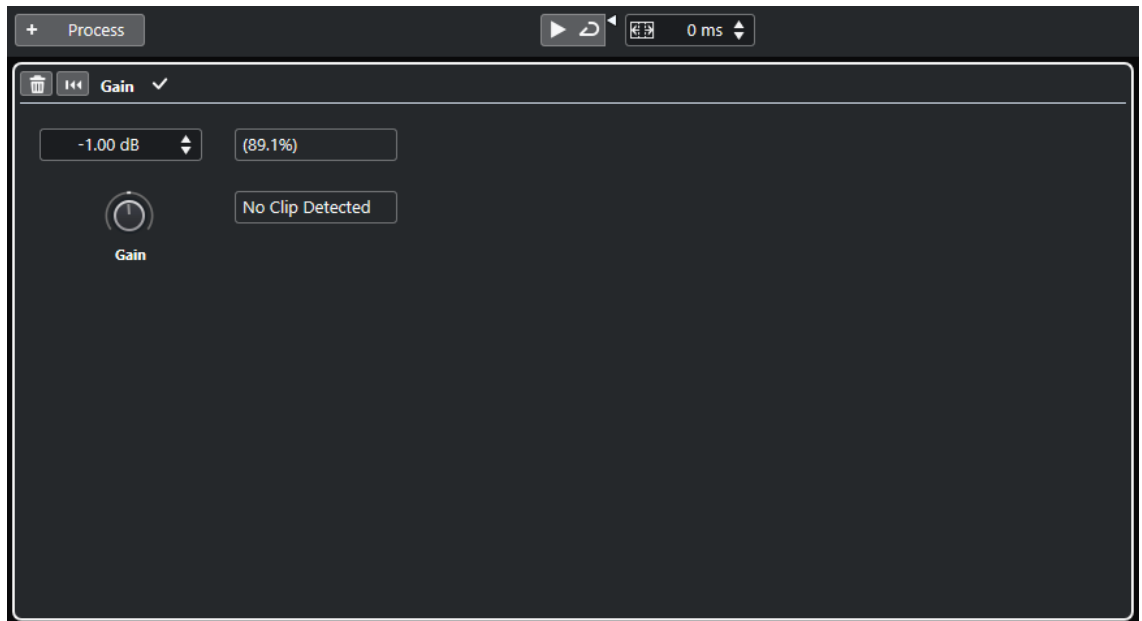 + Process
0 ms
Gain
-1.00 dB
(89.1%)
No Clip Detected
Gain